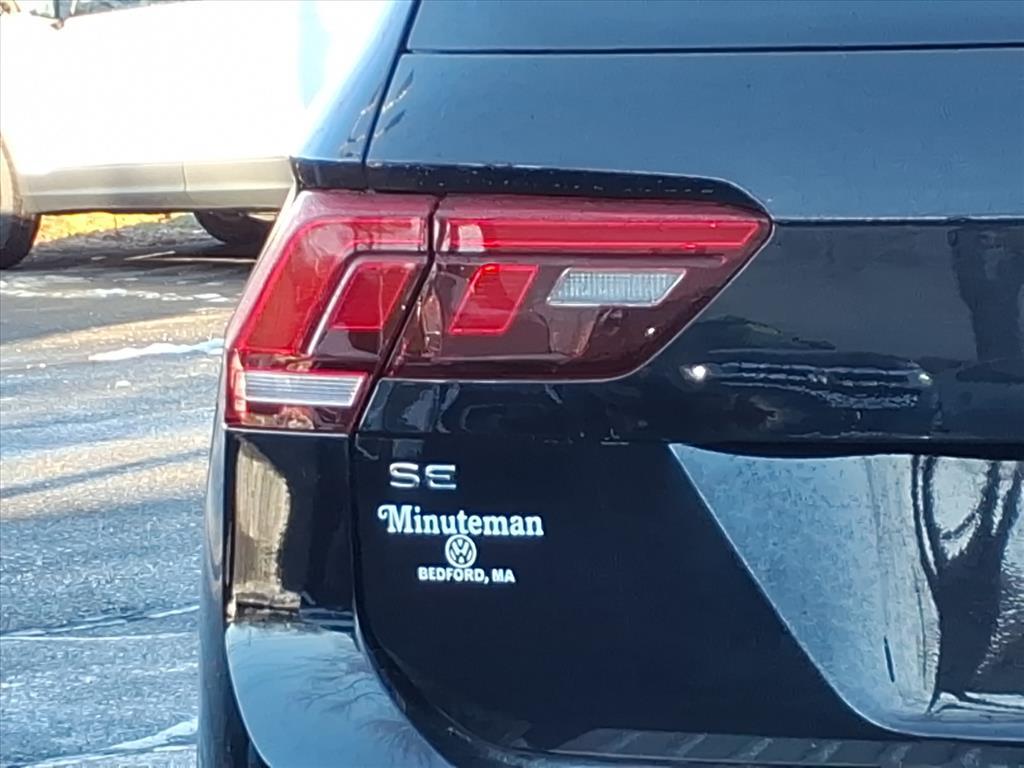 SE
Minuteman
BEDFORD, MA